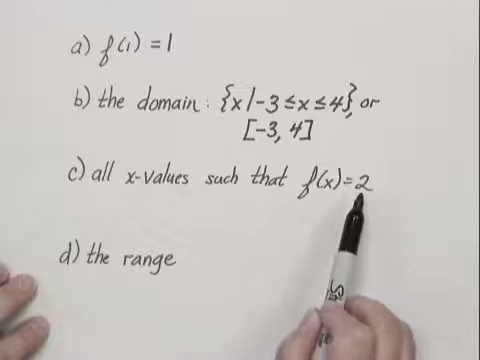 a) f(1) = 1
b) the domain: {x | -3 ≤ x ≤ 4}, or
[-3, 4]
c) all x-values such that f(x) = 2
d) the range